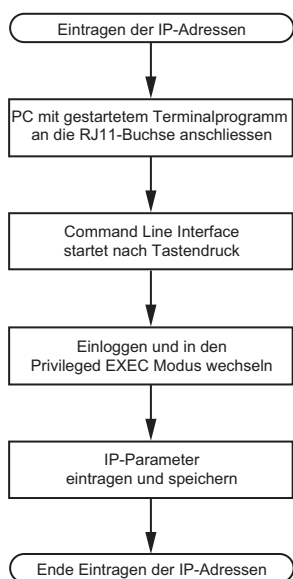 Eintragen der IP-Adressen
PC mit gestartetem Terminalprogramm
an die RJ11-Buchse anschliessen
Command Line Interface
startet nach Tastendruck
Einloggen und in den
Privileged EXEC Modus wechseln
IP-Parameter
eintragen und speichern
Ende Eintragen der IP-Adressen